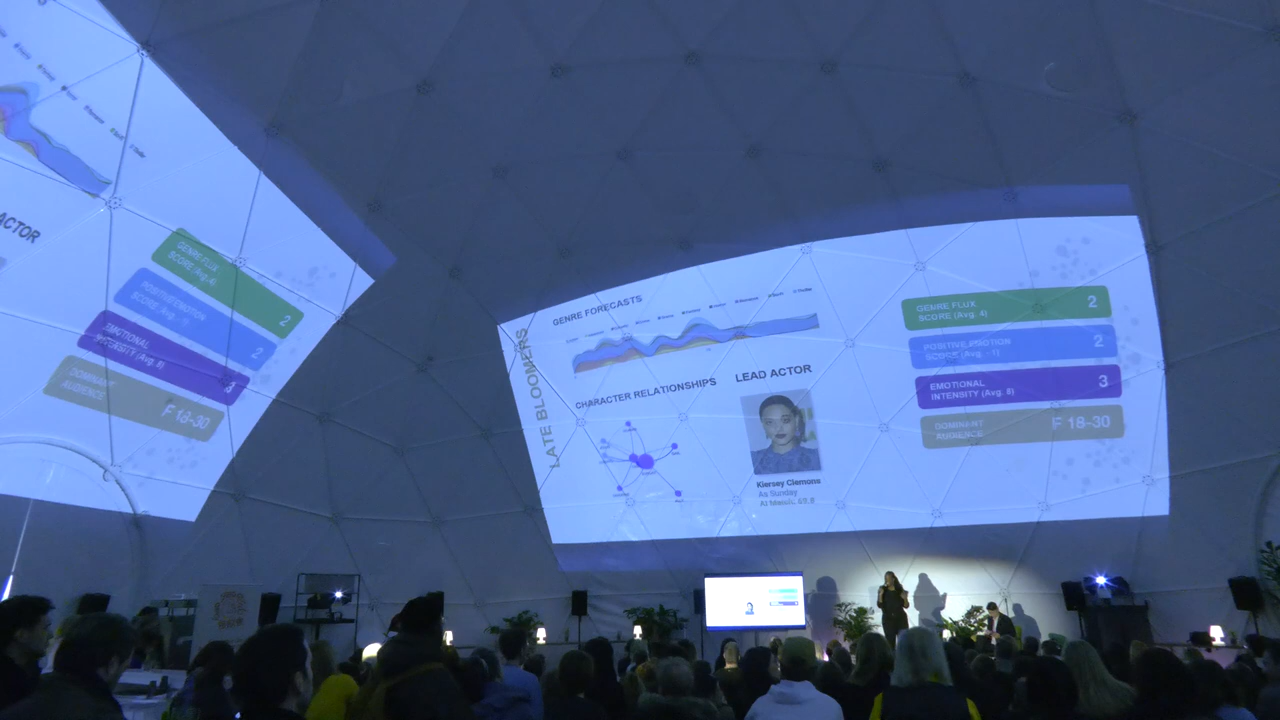 ACTOR
GENRE FLUX
SCORE (Avg. 4)
2
POSITIVE EMOTION
2
EMOTIONAL
INTENSITY (Avg. 8)
3
DOMINANT
AUDIENCE
F 18-30
LATE BLOOMERS
GENRE FORECASTS
CHARACTER RELATIONSHIPS
LEAD ACTOR
Kiersey Clemons
As Sunday
GENRE FLUX
SCORE (Avg. 4)
2
POSITIVE EMOTION
SCORE (Avg. -1)
2
EMOTIONAL
INTENSITY (Avg. 8)
3
DOMINANT
AUDIENCE
F 18-30